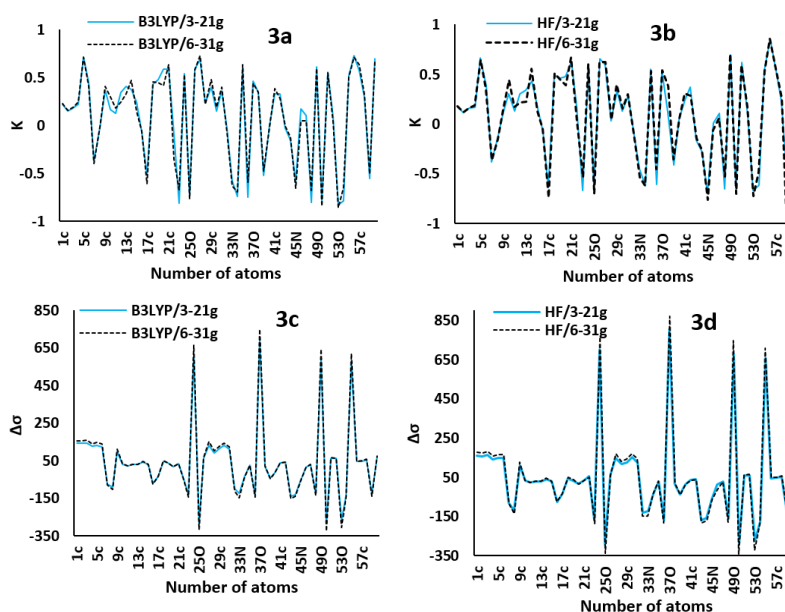 B3LYP/3-21g
B3LYP/6-31g
3a
1
0.5
0
-0.5
-1
K
1c
5c
9c
13c
17c
21c
25O
29c
33N
37O
41c
45N
49O
53O
57c
Number of atoms
HF/3-21g
HF/6-31g
3b
1
0.5
0
-0.5
-1
K
1c
5c
9c
13c
17c
21c
25O
29c
33N
37O
41c
45N
49O
53O
57c
Number of atoms
B3LYP/3-21g
B3LYP/6-31g
3c
850
650
450
250
50
-150
-350
Δσ
1c
5c
9c
13c
17c
21c
25O
29c
33N
37O
41c
45N
49O
53O
57c
Number of atoms
HF/3-21g
HF/6-31g
3d
850
650
450
250
50
-150
-350
Δσ
1c
5c
9c
13c
17c
21c
25O
29c
33N
37O
41c
45N
49O
53O
57c
Number of atoms